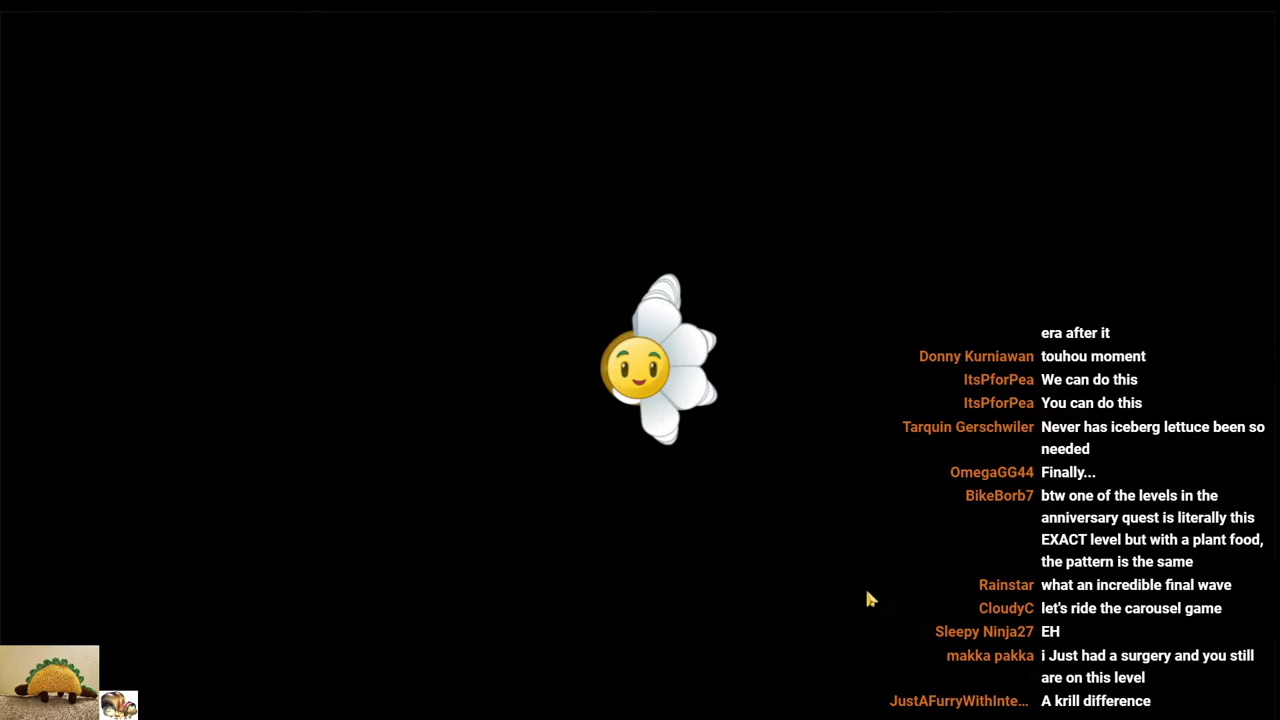 era after it
Donny Kurniawan touhou moment
ItsPforPea We can do this
ItsPforPea You can do this
Tarquin Gerschwiler Never has iceberg lettuce been so
needed
OmegaGG44 Finally...
BikeBorb7 btw one of the levels in the
anniversary quest is literally this
EXACT level but with a plant food,
the pattern is the same
Rainstar what an incredible final wave
CloudyC let's ride the carousel game
Sleepy Ninja27 EH
makka pakka i Just had a surgery and you still
are on this level
JustAFurryWithInte... A krill difference